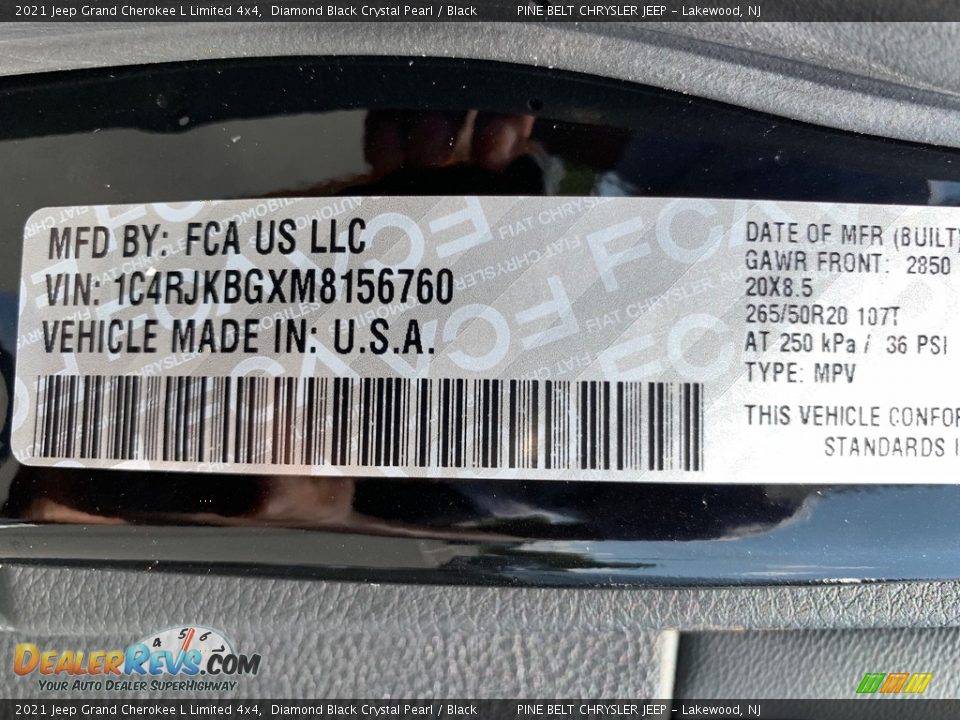 2021 Jeep Grand Cherokee L Limited 4x4, Diamond Black Crystal Pearl / Black PINE BELT CHRYSLER JEEP – Lakewood, NJ
MFD BY: FCA US LLC
VIN: 1C4RJKBGXM8156760
VEHICLE MADE IN: U.S.A.
DATE OF MFR (BUILT)
GAWR FRONT: 2850
20X8.5
265/50R20 107T
AT 250 kPa / 36 PSI
TYPE: MPV
THIS VEHICLE CONFOR
STANDARDS I
DEALERREVS.COM
YOUR AUTO DEALER SUPERHIGHWAY
2021 Jeep Grand Cherokee L Limited 4x4, Diamond Black Crystal Pearl / Black PINE BELT CHRYSLER JEEP – Lakewood, NJ